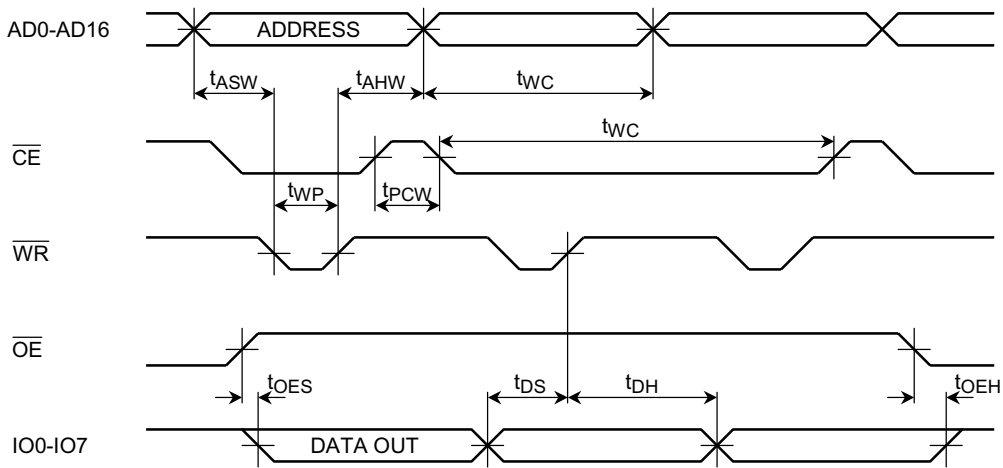 AD0-AD16 ADDRESS
tASW tAHW tWC
CE tWC
tWP tPCW
WR
OE
tOES tDS tDH tOEH
IO0-IO7 DATA OUT